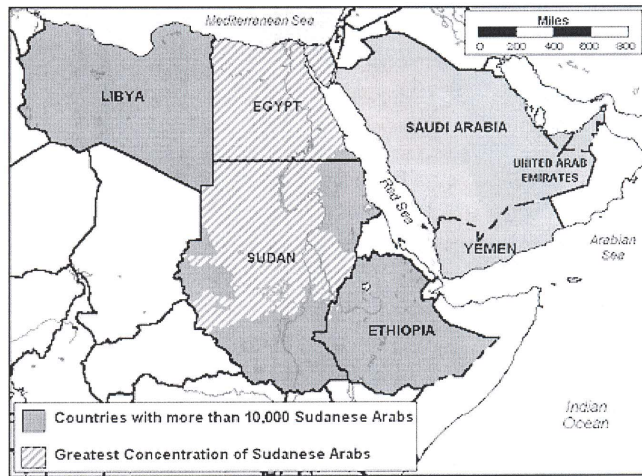 Mediterranean Sea
Miles
0 200 400 600 800
LIBYA
EGYPT
SAUDI ARABIA
UNITED ARAB
EMIRATES
Red Sea
SUDAN
YEMEN
Arabian
Sea
ETHIOPIA
Indian
Ocean
Countries with more than 10,000 Sudanese Arabs
Greatest Concentration of Sudanese Arabs